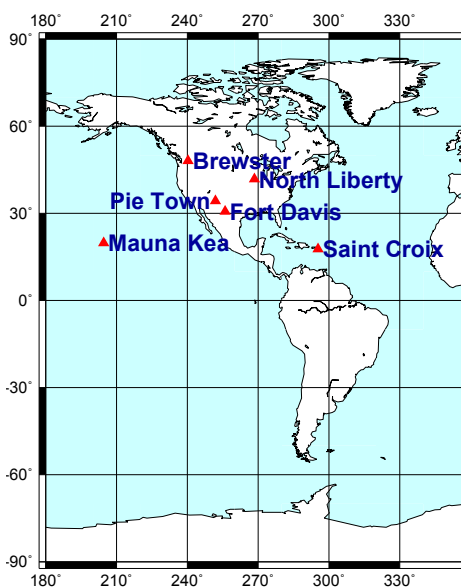 180˚ 210˚ 240˚ 270˚ 300˚ 330˚
90˚
60˚
Brewster
North Liberty
Pie Town
Fort Davis
30˚
Mauna Kea
Saint Croix
0˚
-30˚
-60˚
-90˚
180˚ 210˚ 240˚ 270˚ 300˚ 330˚